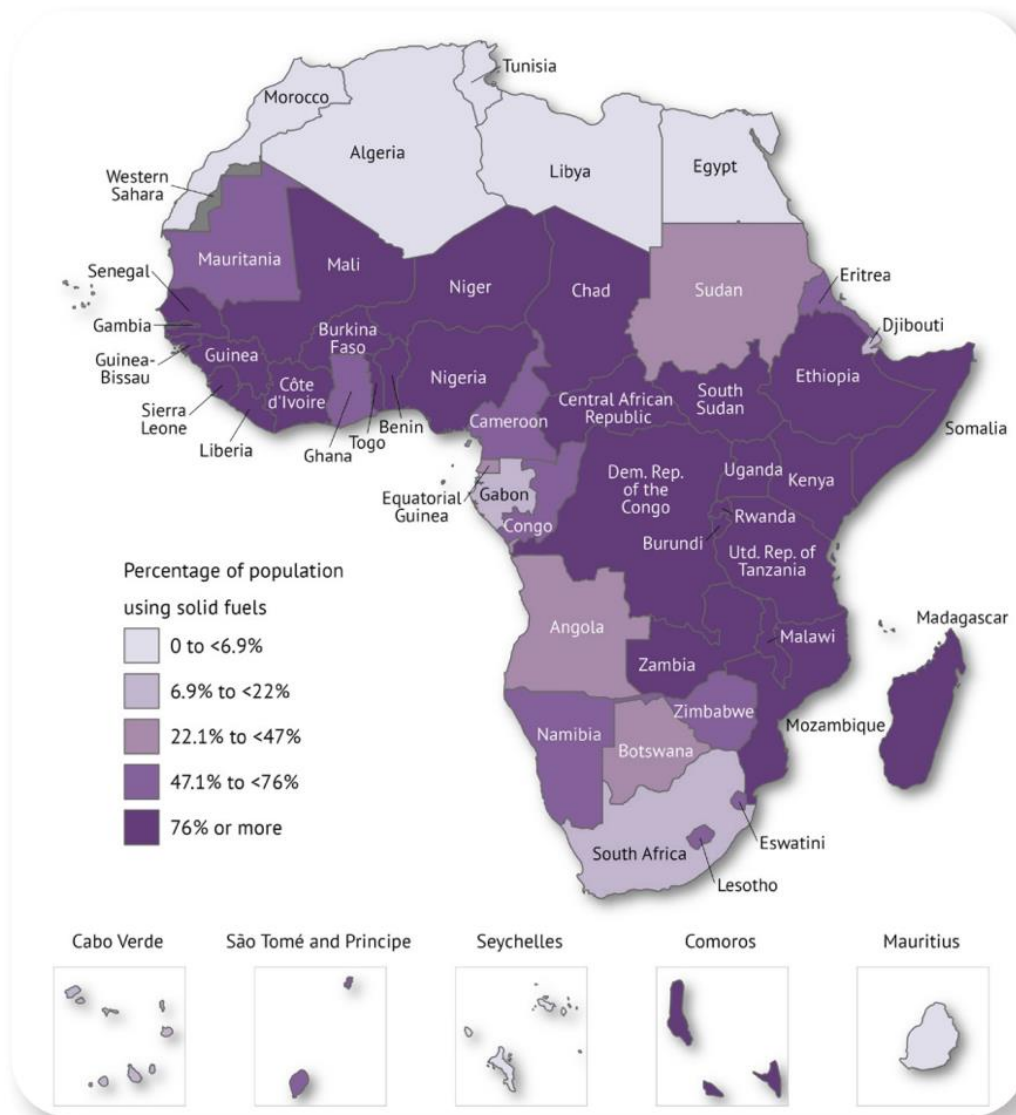 Tunisia
Morocco
Algeria
Libya
Egypt
Western
Sahara
Mauritania
Mali
Niger
Chad
Sudan
Eritrea
Senegal
Gambia
Djibouti
Guinea-
Bissau
Guinea
Burkina
Faso
Nigeria
Côte
d'Ivoire
Ethiopia
Central African
Republic
South
Sudan
Sierra
Leone
Liberia
Ghana
Togo
Benin
Cameroon
Somalia
Equatorial
Guinea
Gabon
Congo
Dem. Rep.
of the
Congo
Uganda
Kenya
Rwanda
Burundi
Utd. Rep. of
Tanzania
Percentage of population
using solid fuels
0 to <6.9%
6.9% to <22%
22.1% to <47%
47.1% to <76%
76% or more
Angola
Zambia
Malawi
Madagascar
Mozambique
Namibia
Zimbabwe
Botswana
South Africa
Eswatini
Lesotho
Cabo Verde
São Tomé and Principe
Seychelles
Comoros
Mauritius